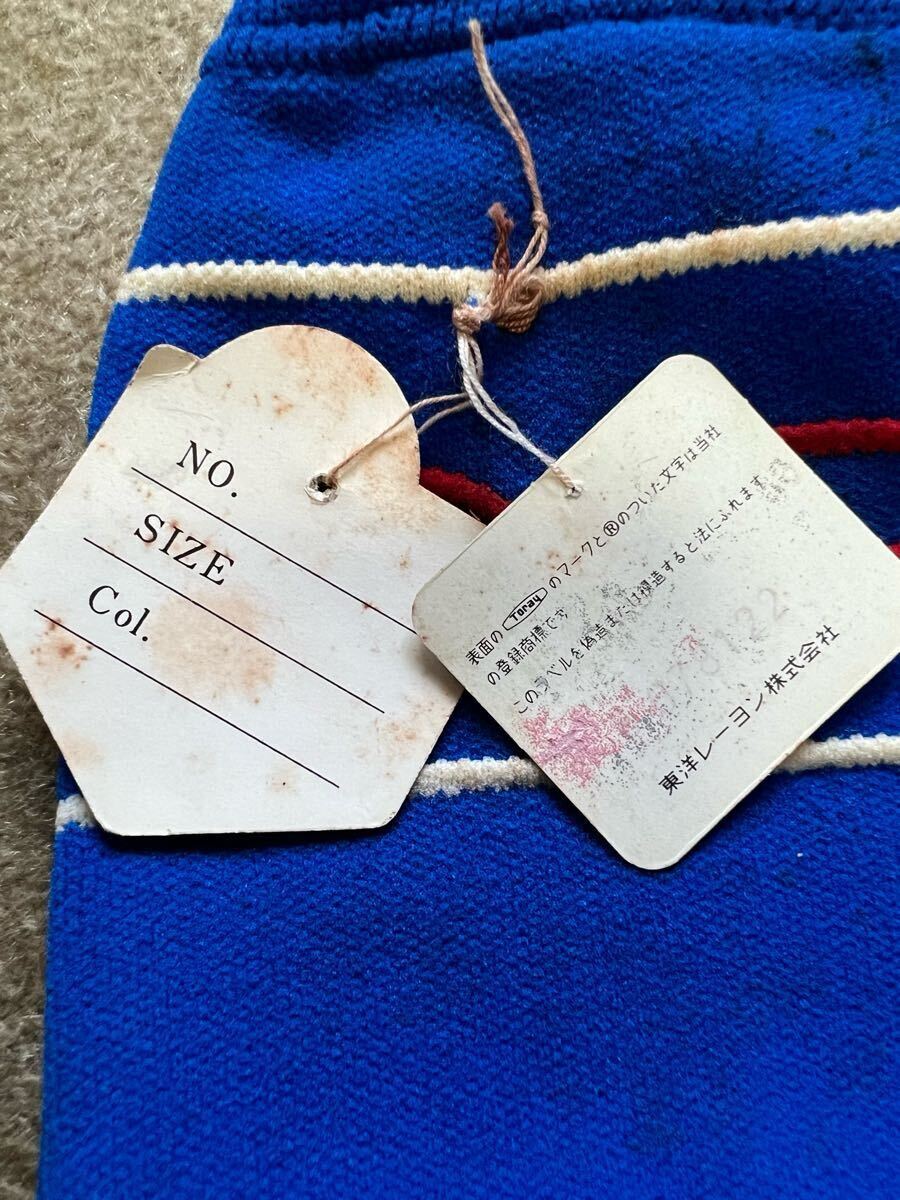 NO.
SIZE
Col.
表面の Toray のマークと®のついた文字は当社
の登録商標です
このラベルを偽造または模造すると法にふれます
東洋レーヨン株式会社